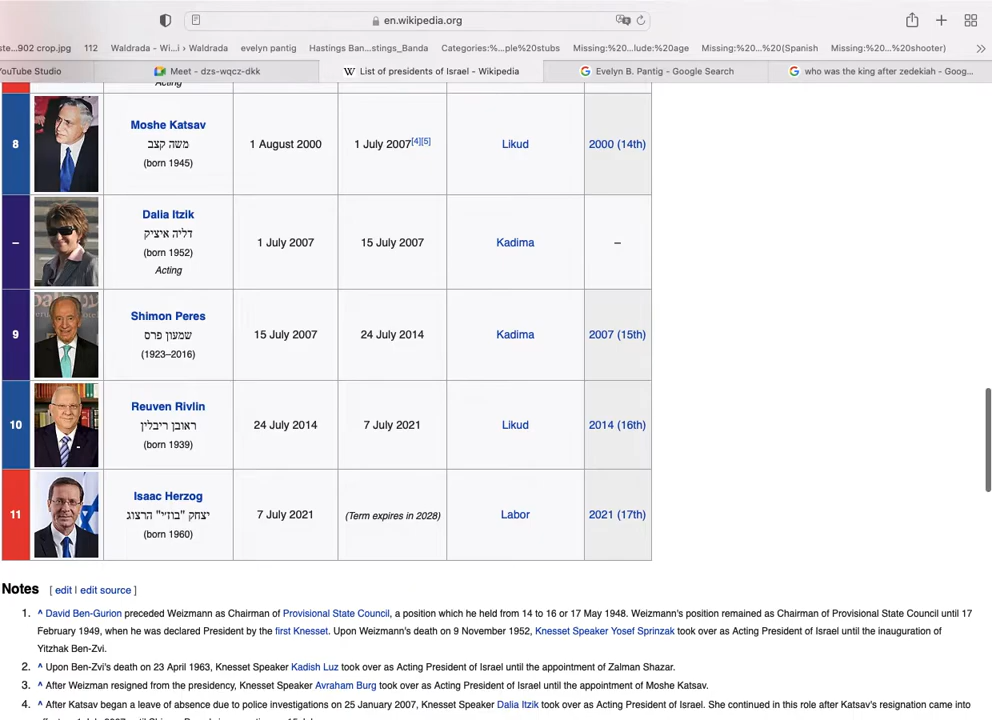 en.wikipedia.org
ste...902 crop.jpg 112 Waldrada - Wi...i > Waldrada evelyn pantig Hastings Ban...stings_Banda Categories:%...ple%20stubs Missing:%20...lude:%20age Missing:%20...%20(Spanish Missing:%20...%20shooter)
YouTube Studio Meet - dzs-wqcz-dkk List of presidents of Israel - Wikipedia Evelyn B. Pantig - Google Search who was the king after zedekiah - Goog...
Acting
8 Moshe Katsav 1 August 2000 1 July 2007[4][5] Likud 2000 (14th)
משה קצב
(born 1945)
– Dalia Itzik 1 July 2007 15 July 2007 Kadima –
דליה איציק
(born 1952)
Acting
9 Shimon Peres 15 July 2007 24 July 2014 Kadima 2007 (15th)
שמעון פרס
(1923–2016)
10 Reuven Rivlin 24 July 2014 7 July 2021 Likud 2014 (16th)
ראובן ריבלין
(born 1939)
11 Isaac Herzog 7 July 2021 (Term expires in 2028) Labor 2021 (17th)
יצחק "בוז'י" הרצוג
(born 1960)
Notes [ edit | edit source ]
1. ^ David Ben-Gurion preceded Weizmann as Chairman of Provisional State Council, a position which he held from 14 to 16 or 17 May 1948. Weizmann's position remained as Chairman of Provisional State Council until 17
February 1949, when he was declared President by the first Knesset. Upon Weizmann's death on 9 November 1952, Knesset Speaker Yosef Sprinzak took over as Acting President of Israel until the inauguration of
Yitzhak Ben-Zvi.
2. ^ Upon Ben-Zvi's death on 23 April 1963, Knesset Speaker Kadish Luz took over as Acting President of Israel until the appointment of Zalman Shazar.
3. ^ After Weizman resigned from the presidency, Knesset Speaker Avraham Burg took over as Acting President of Israel until the appointment of Moshe Katsav.
4. ^ After Katsav began a leave of absence due to police investigations on 25 January 2007, Knesset Speaker Dalia Itzik took over as Acting President of Israel. She continued in this role after Katsav's resignation came into